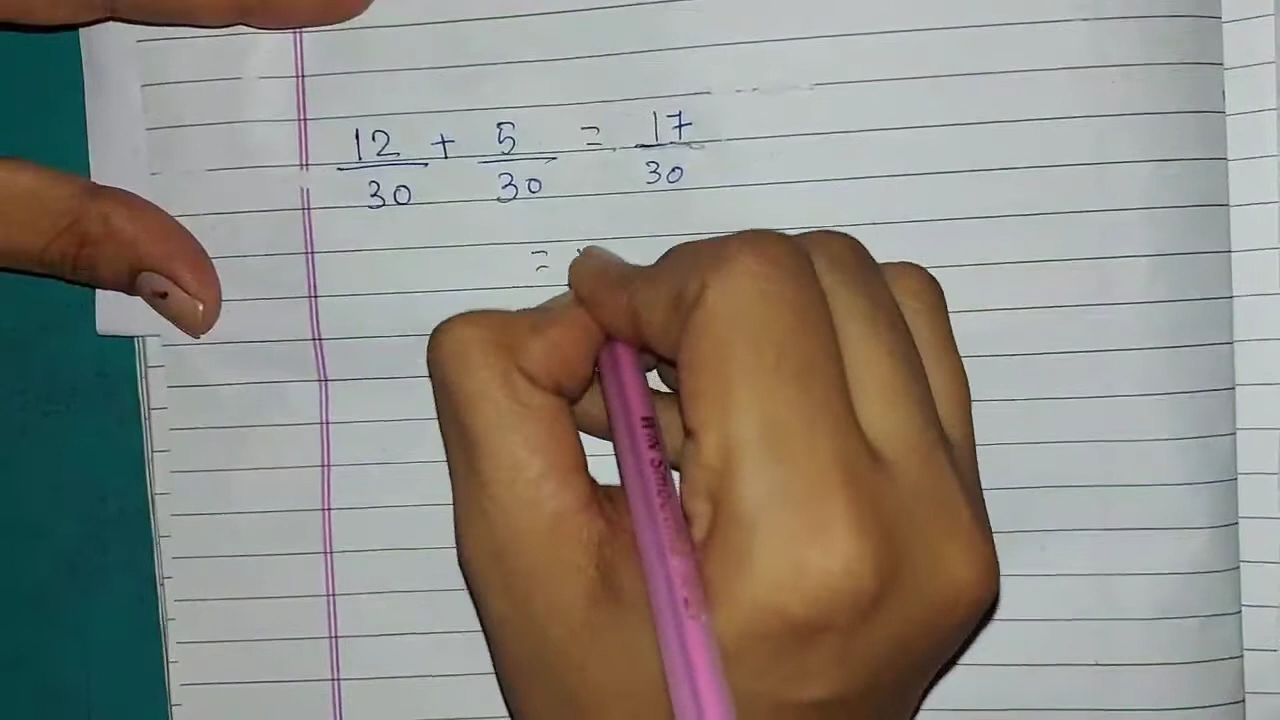 12/30 + 5/30 = 17/30
=